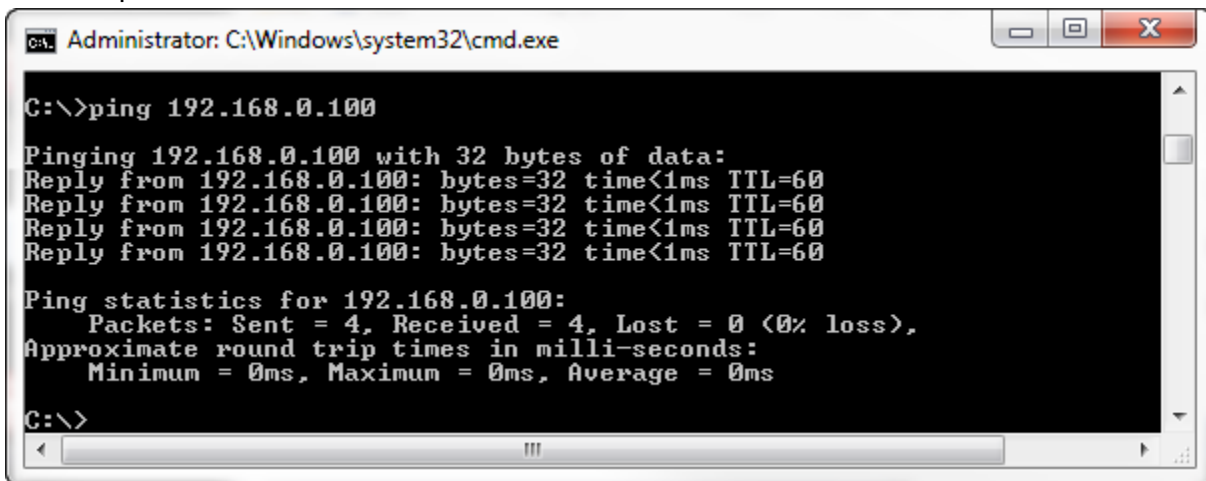 Administrator: C:\Windows\system32\cmd.exe
C:\>ping 192.168.0.100
Pinging 192.168.0.100 with 32 bytes of data:
Reply from 192.168.0.100: bytes=32 time<1ms TTL=60
Reply from 192.168.0.100: bytes=32 time<1ms TTL=60
Reply from 192.168.0.100: bytes=32 time<1ms TTL=60
Reply from 192.168.0.100: bytes=32 time<1ms TTL=60
Ping statistics for 192.168.0.100:
    Packets: Sent = 4, Received = 4, Lost = 0 (0% loss),
Approximate round trip times in milli-seconds:
    Minimum = 0ms, Maximum = 0ms, Average = 0ms
C:\>